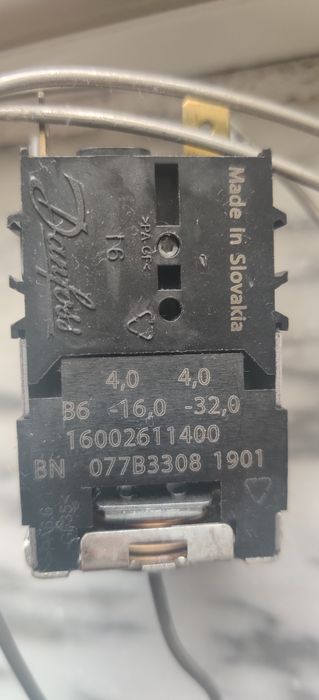 Danfoss
16
>PA-GF<
Made in Slovakia
4,0 4,0
B6 -16,0 -32,0
16002611400
BN 077B3308 1901